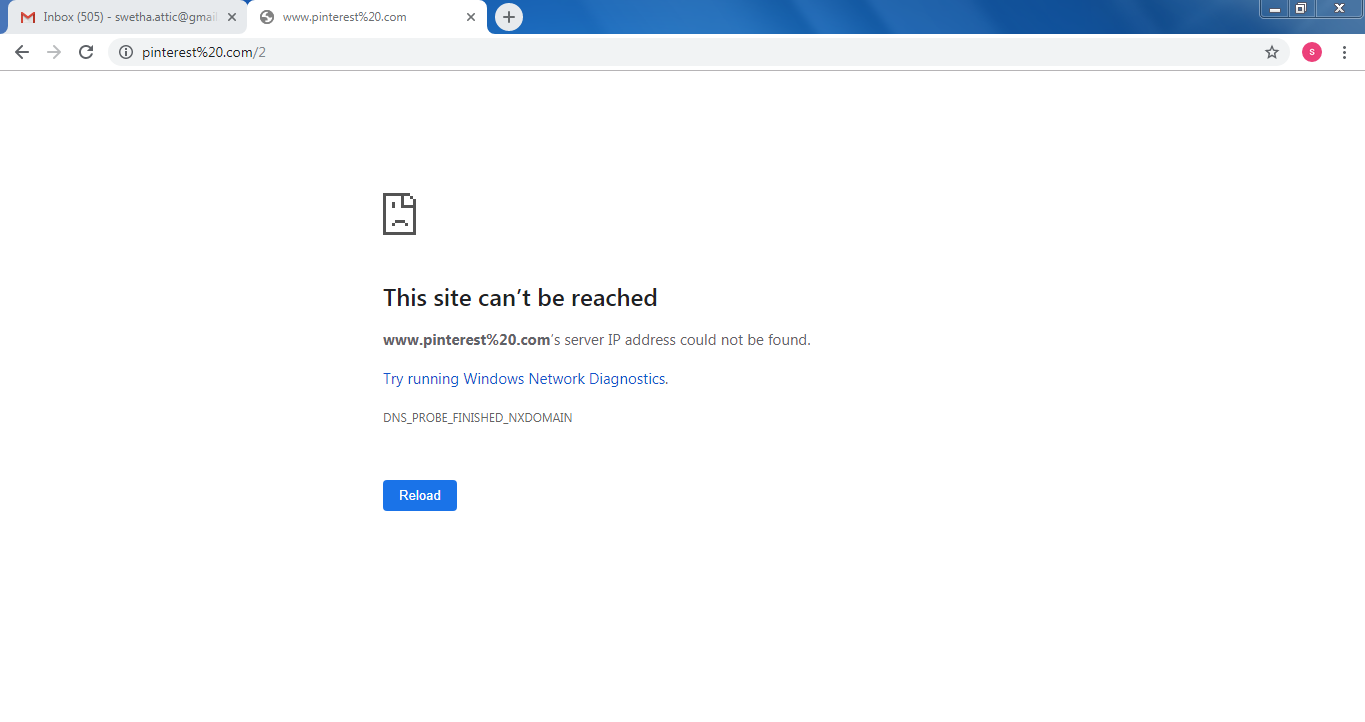 Inbox (505) - swetha.attic@gmail
www.pinterest%20.com
pinterest%20.com/2
s
This site can't be reached
www.pinterest%20.com's server IP address could not be found.
Try running Windows Network Diagnostics.
DNS_PROBE_FINISHED_NXDOMAIN
Reload